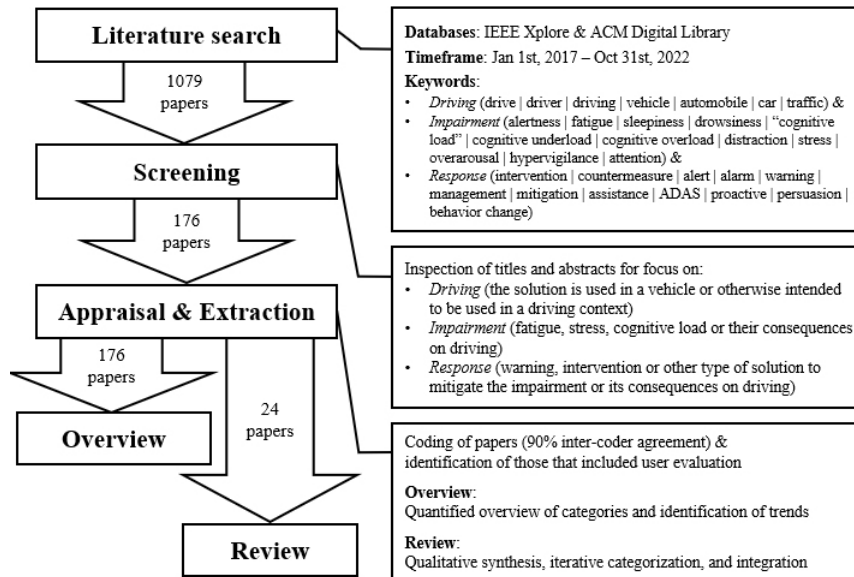 Literature search
1079
papers
Screening
176
papers
Appraisal & Extraction
176
papers
Overview
24
papers
Review
Databases: IEEE Xplore & ACM Digital Library
Timeframe: Jan 1st, 2017 – Oct 31st, 2022
Keywords:
• Driving (drive | driver | driving | vehicle | automobile | car | traffic) &
• Impairment (alertness | fatigue | sleepiness | drowsiness | “cognitive
load” | cognitive underload | cognitive overload | distraction | stress |
overarousal | hypervigilance | attention) &
• Response (intervention | countermeasure | alert | alarm | warning |
management | mitigation | assistance | ADAS | proactive | persuasion |
behavior change)
Inspection of titles and abstracts for focus on:
• Driving (the solution is used in a vehicle or otherwise intended
to be used in a driving context)
• Impairment (fatigue, stress, cognitive load or their consequences
on driving)
• Response (warning, intervention or other type of solution to
mitigate the impairment or its consequences on driving)
Coding of papers (90% inter-coder agreement) &
identification of those that included user evaluation
Overview:
Quantified overview of categories and identification of trends
Review:
Qualitative synthesis, iterative categorization, and integration